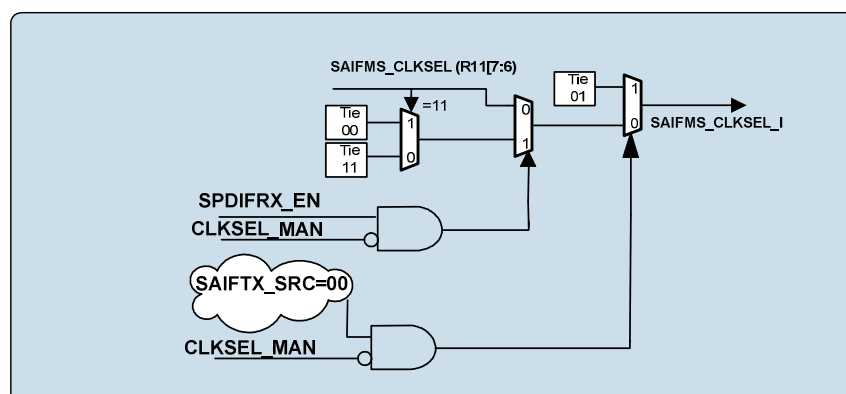 SAIFMS_CLKSEL (R11[7:6)
Tie
01
1
0
SAIFMS_CLKSEL_I
=11
0
1
Tie
00
1
Tie
11
0
SPDIFRX_EN
CLKSEL_MAN
SAIFTX_SRC=00
CLKSEL_MAN